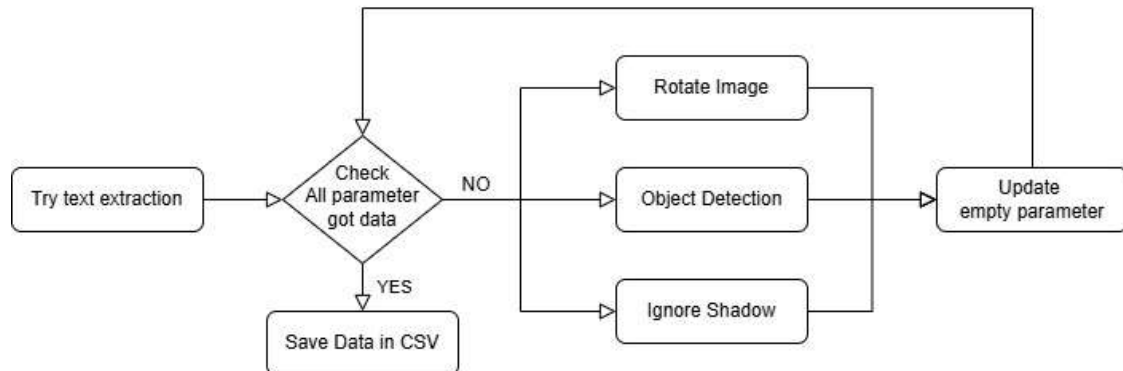 Try text extraction
Check
All parameter
got data
NO
YES
Save Data in CSV
Rotate Image
Object Detection
Ignore Shadow
Update
empty parameter